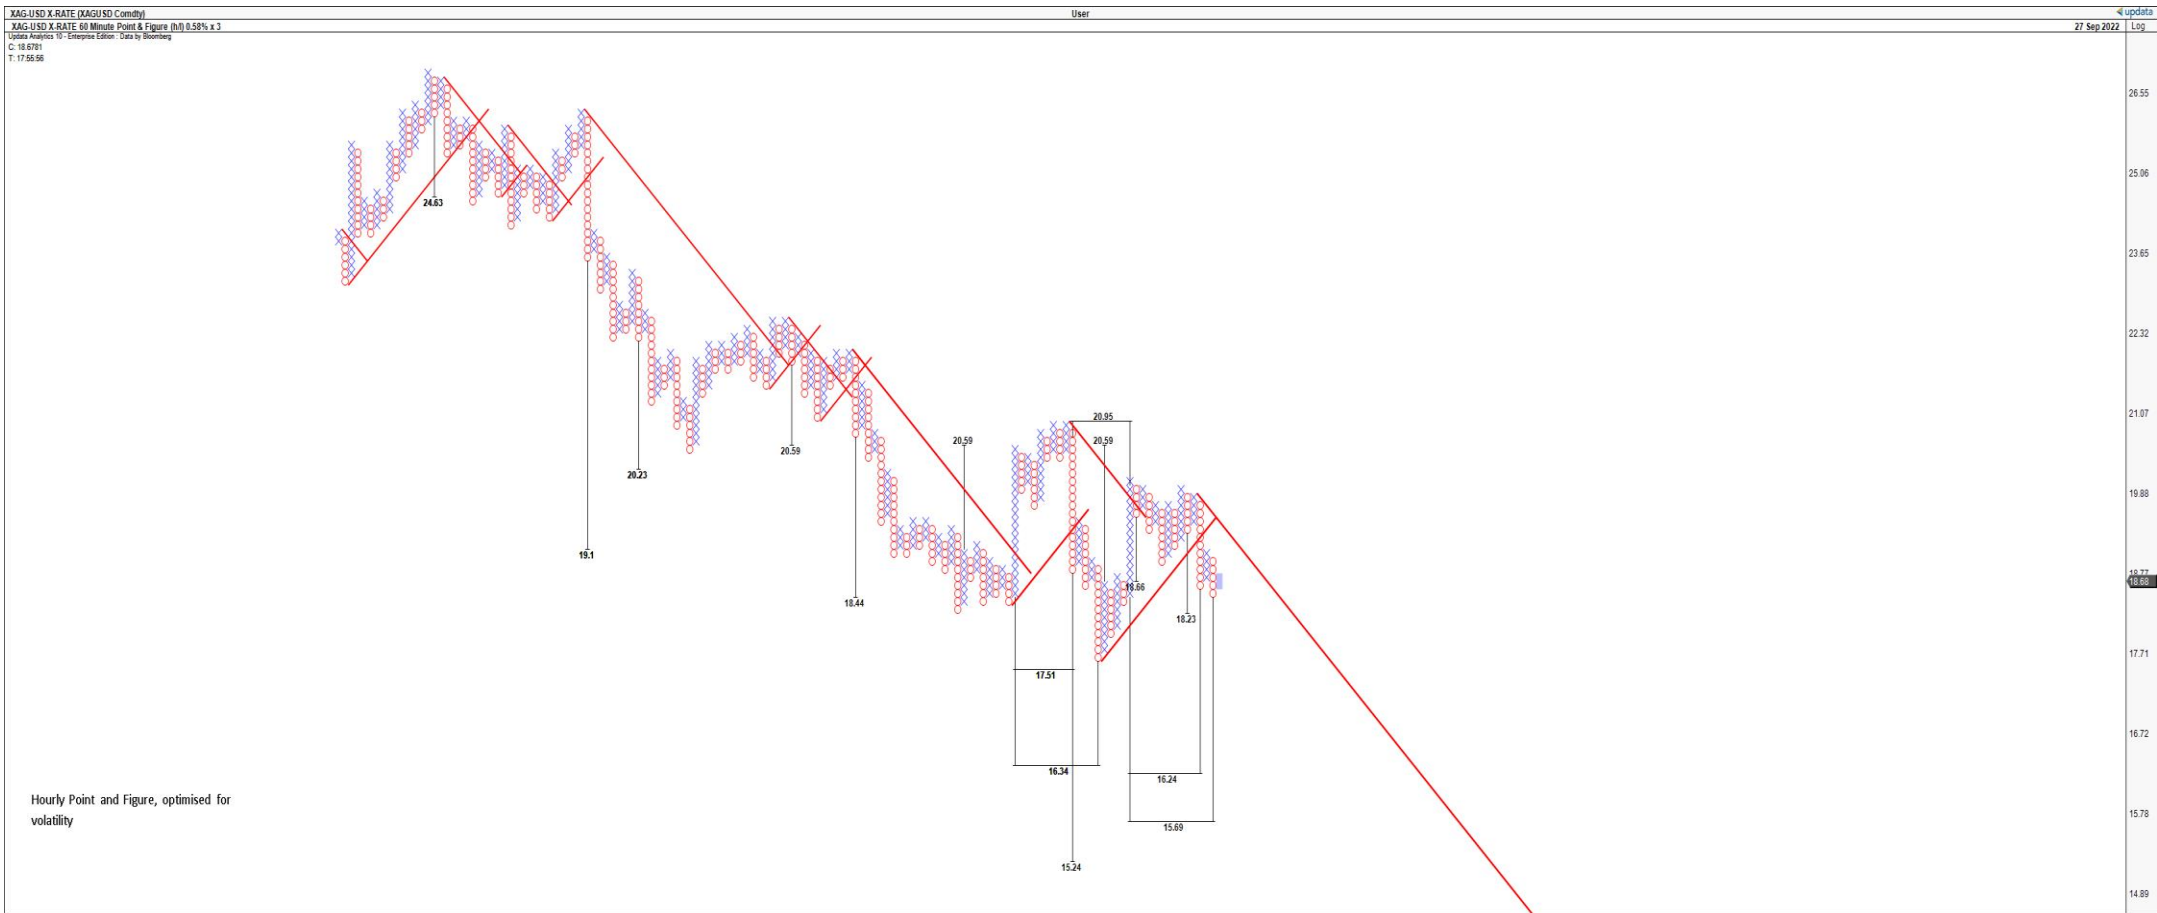 XAG-USD X-RATE (XAGUSD Comdty)
User
updata
XAG-USD X-RATE 60 Minute Point & Figure (h/l) 0.58% x 3
27 Sep 2022
Log
Updata Analytics 10 - Enterprise Edition : Data by Bloomberg
C: 18.6781
T: 17:55:56
26.55
25.06
24.63
23.65
22.32
21.07
20.95
20.59
20.59
20.59
20.23
19.88
19.1
18.77
18.68
18.66
18.44
18.23
17.71
17.51
16.72
16.34
16.24
15.78
15.69
15.24
14.89
Hourly Point and Figure, optimised for
volatility